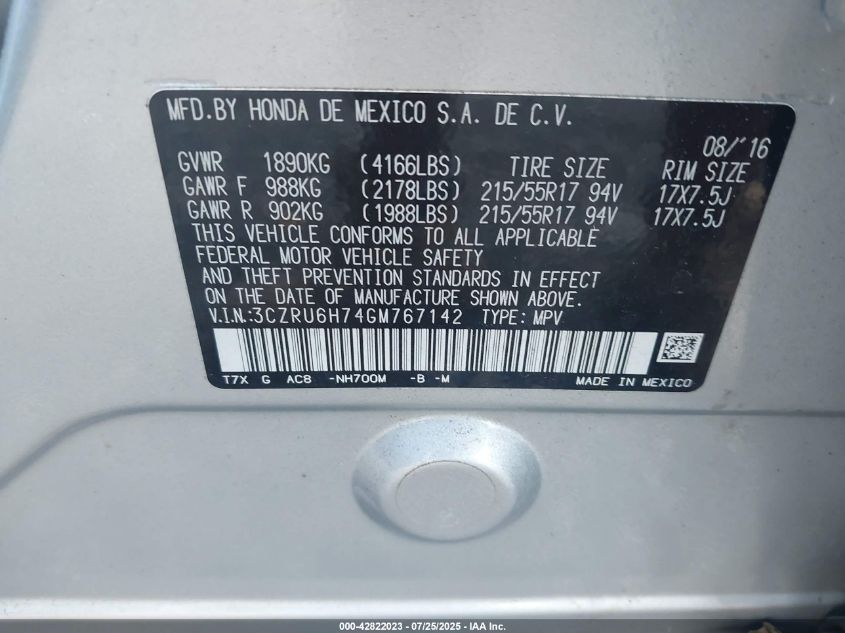 MFD.BY HONDA DE MEXICO S.A. DE C.V.
08/'16
GVWR 1890KG (4166LBS) TIRE SIZE RIM SIZE
GAWR F 988KG (2178LBS) 215/55R17 94V 17X7.5J
GAWR R 902KG (1988LBS) 215/55R17 94V 17X7.5J
THIS VEHICLE CONFORMS TO ALL APPLICABLE
FEDERAL MOTOR VEHICLE SAFETY
AND THEFT PREVENTION STANDARDS IN EFFECT
ON THE DATE OF MANUFACTURE SHOWN ABOVE.
V.I.N.:3CZRU6H74GM767142 TYPE: MPV
T7X G AC8 -NH700M -B -M MADE IN MEXICO
000-42822023 - 07/25/2025 - IAA Inc.